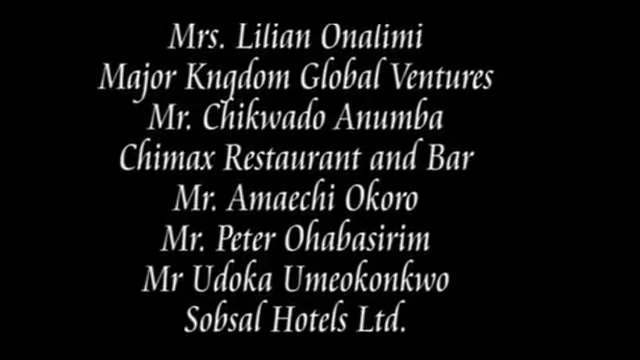 Mrs. Lilian Onalimi
Major Kngdom Global Ventures
Mr. Chikwado Anumba
Chimax Restaurant and Bar
Mr. Amaechi Okoro
Mr. Peter Ohabasirim
Mr Udoka Umeokonkwo
Sobsal Hotels Ltd.